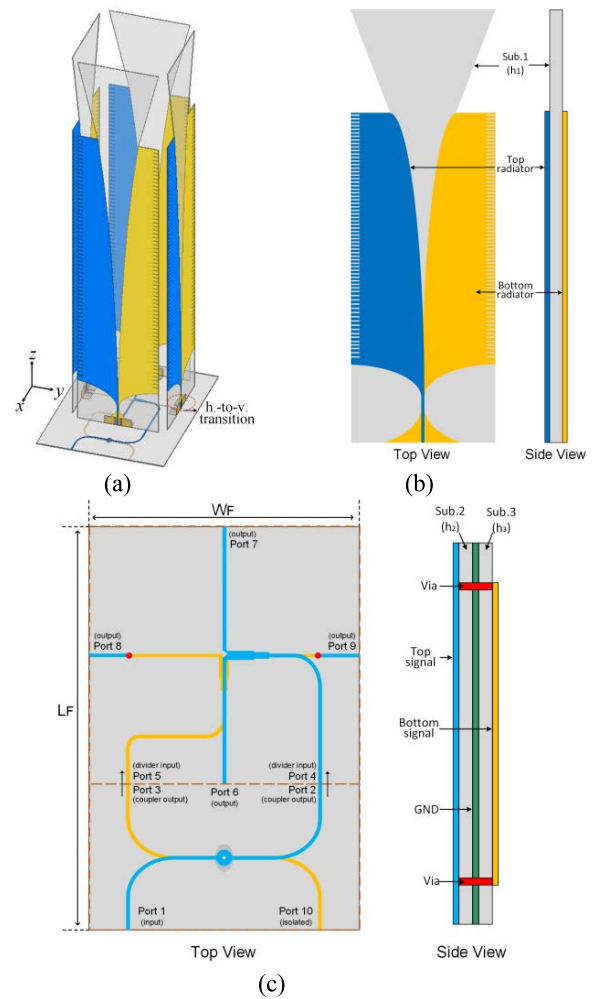 z
y
x
h.-to-v.
transition
(a)
Sub.1
(h1)
Top
radiator
Bottom
radiator
Top View
Side View
(b)
WF
(output)
Port 7
(output)
Port 8
(output)
Port 9
LF
(divider input)
Port 5
(divider input)
Port 4
Port 3
(coupler output)
Port 6
(output)
Port 2
(coupler output)
Port 1
(input)
Port 10
(isolated)
Top View
Sub.2
(h2)
Sub.3
(h3)
Via
Top
signal
Bottom
signal
GND
Via
Side View
(c)